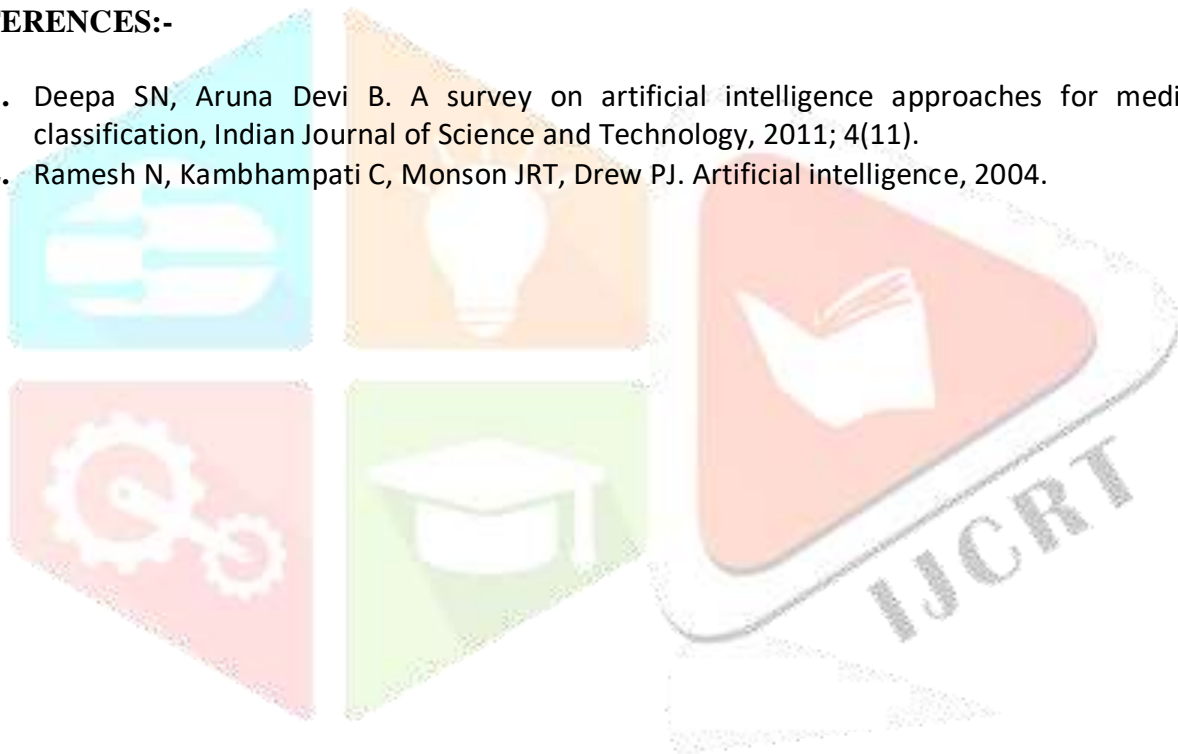 ERENCES:-
. Deepa SN, Aruna Devi B. A survey on artificial intelligence approaches for medi
classification, Indian Journal of Science and Technology, 2011; 4(11).
. Ramesh N, Kambhampati C, Monson JRT, Drew PJ. Artificial intelligence, 2004.
IJCRT